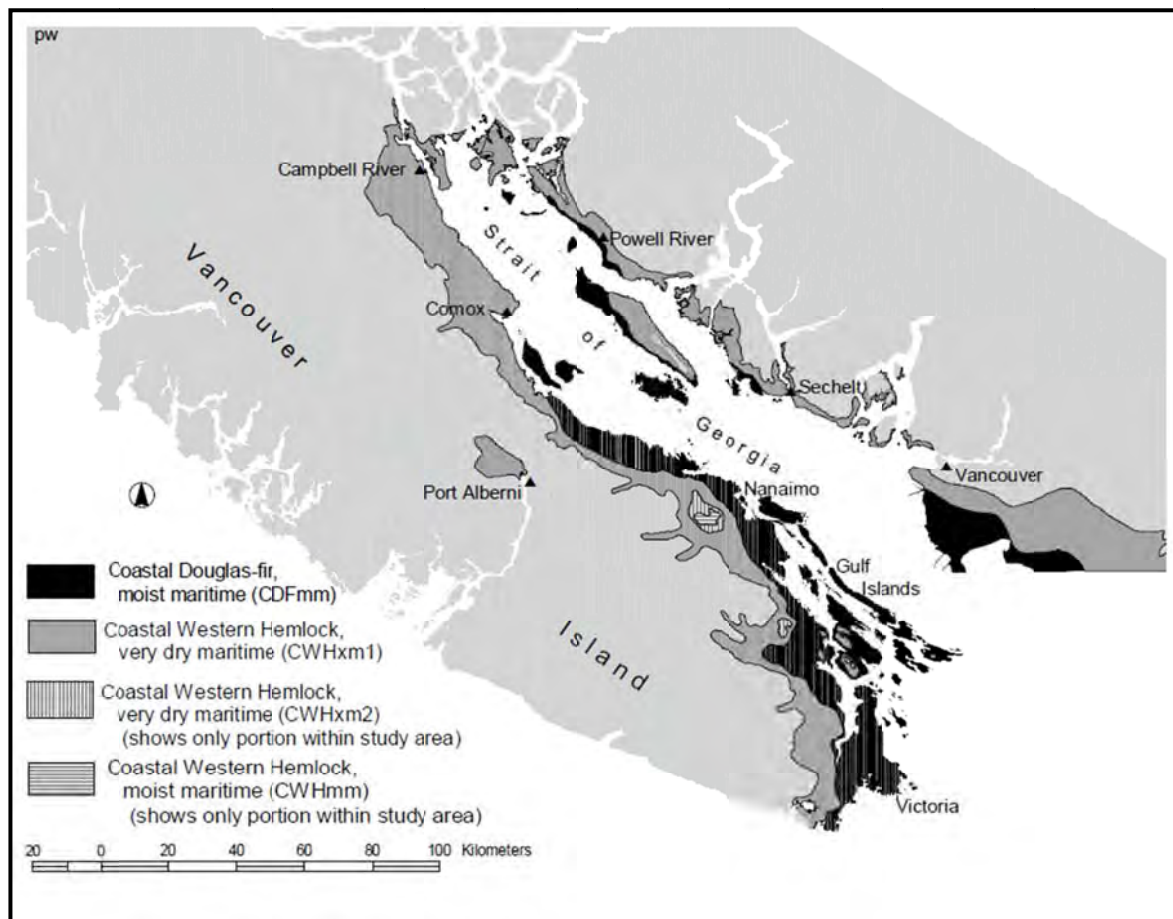 pw
Campbell River
Powell River
Strait
of
Georgia
Vancouver
Island
Comox
Sechelt
Port Alberni
Vancouver
Nanaimo
Gulf
Islands
Victoria
Coastal Douglas-fir,
moist maritime (CDFmm)
Coastal Western Hemlock,
very dry maritime (CWHxm1)
Coastal Western Hemlock,
very dry maritime (CWHxm2)
(shows only portion within study area)
Coastal Western Hemlock,
moist maritime (CWHmm)
(shows only portion within study area)
20 0 20 40 60 80 100 Kilometers